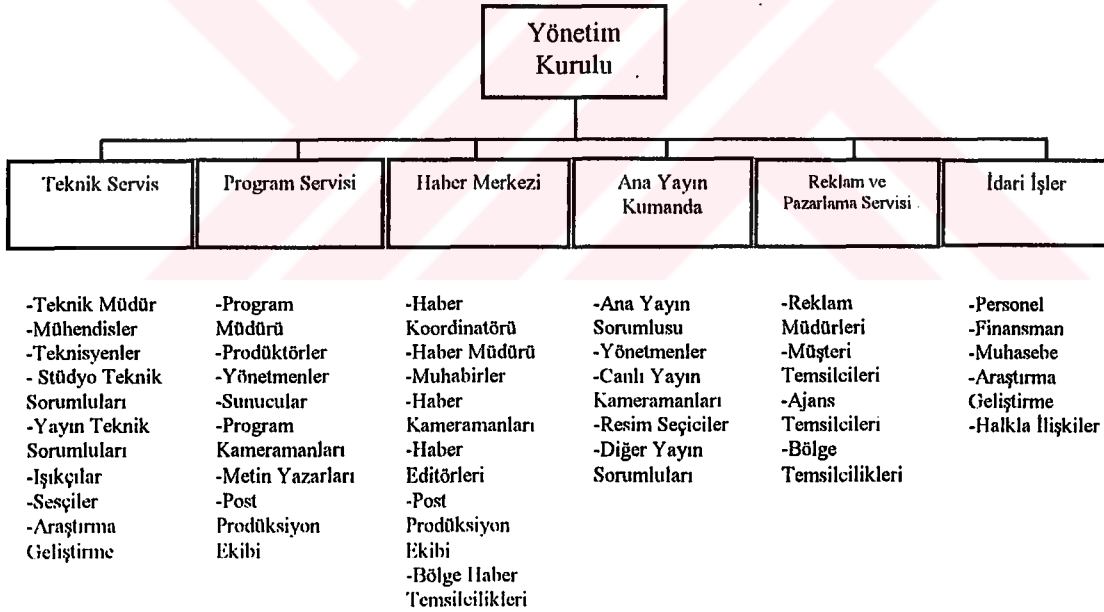 Yönetim
Kurulu
Teknik Servis
Program Servisi
Haber Merkezi
Ana Yayın
Kumanda
Reklam ve
Pazarlama Servisi
İdari İşler
-Teknik Müdür
-Mühendisler
-Teknisyenler
- Stüdyo Teknik
Sorumluları
-Yayın Teknik
Sorumluları
-Işıkçılar
-Sesçiler
-Araştırma
Geliştirme
-Program
Müdürü
-Prodüktörler
-Yönetmenler
-Sunucular
-Program
Kameramanları
-Metin Yazarları
-Post
Prodüksiyon
Ekibi
-Haber
Koordinatörü
-Haber Müdürü
-Muhabirler
-Haber
Kameramanları
-Haber
Editörleri
-Post
Prodüksiyon
Ekibi
-Bölge Haber
Temsilcilikleri
-Ana Yayın
Sorumlusu
-Yönetmenler
-Canlı Yayın
Kameramanları
-Resim Seçiciler
-Diğer Yayın
Sorumluları
-Reklam
Müdürleri
-Müşteri
Temsilcileri
-Ajans
Temsilcileri
-Bölge
Temsilcilikleri
-Personel
-Finansman
-Muhasebe
-Araştırma
Geliştirme
-Halkla İlişkiler